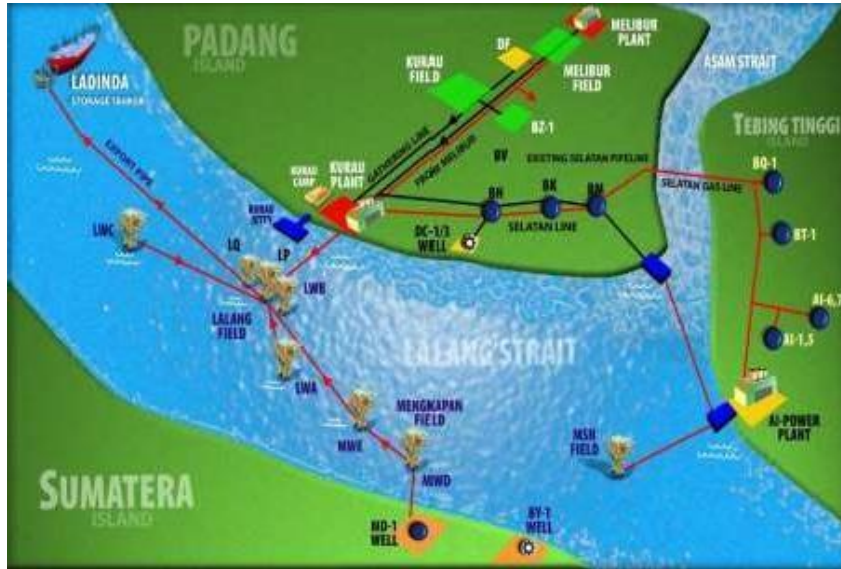 PADANG
ISLAND
MELIBUR
PLANT
DF
KURAU
FIELD
MELIBUR
FIELD
ASAM STRAIT
LADINDA
STORAGE TANKER
BZ-1
TEBING TINGGI
ISLAND
EXPORT PIPE
GATHERING LINE
FROM MELIBUR
BV
EXISTING SELATAN PIPELINE
BQ-1
KURAU
CAMP
KURAU
PLANT
SELATAN GAS LINE
BH
BK
BN
KURAU
JETTY
LWC
DC-1/3
WELL
SELATAN LINE
BT-1
LQ
LP
LWB
AI-6,7
LALANG
FIELD
LALANG STRAIT
AI-1,5
LWA
MENGKAPAN
FIELD
AI-POWER
PLANT
MWE
MSH
FIELD
MWD
SUMATERA
ISLAND
MD-1
WELL
BY-1
WELL